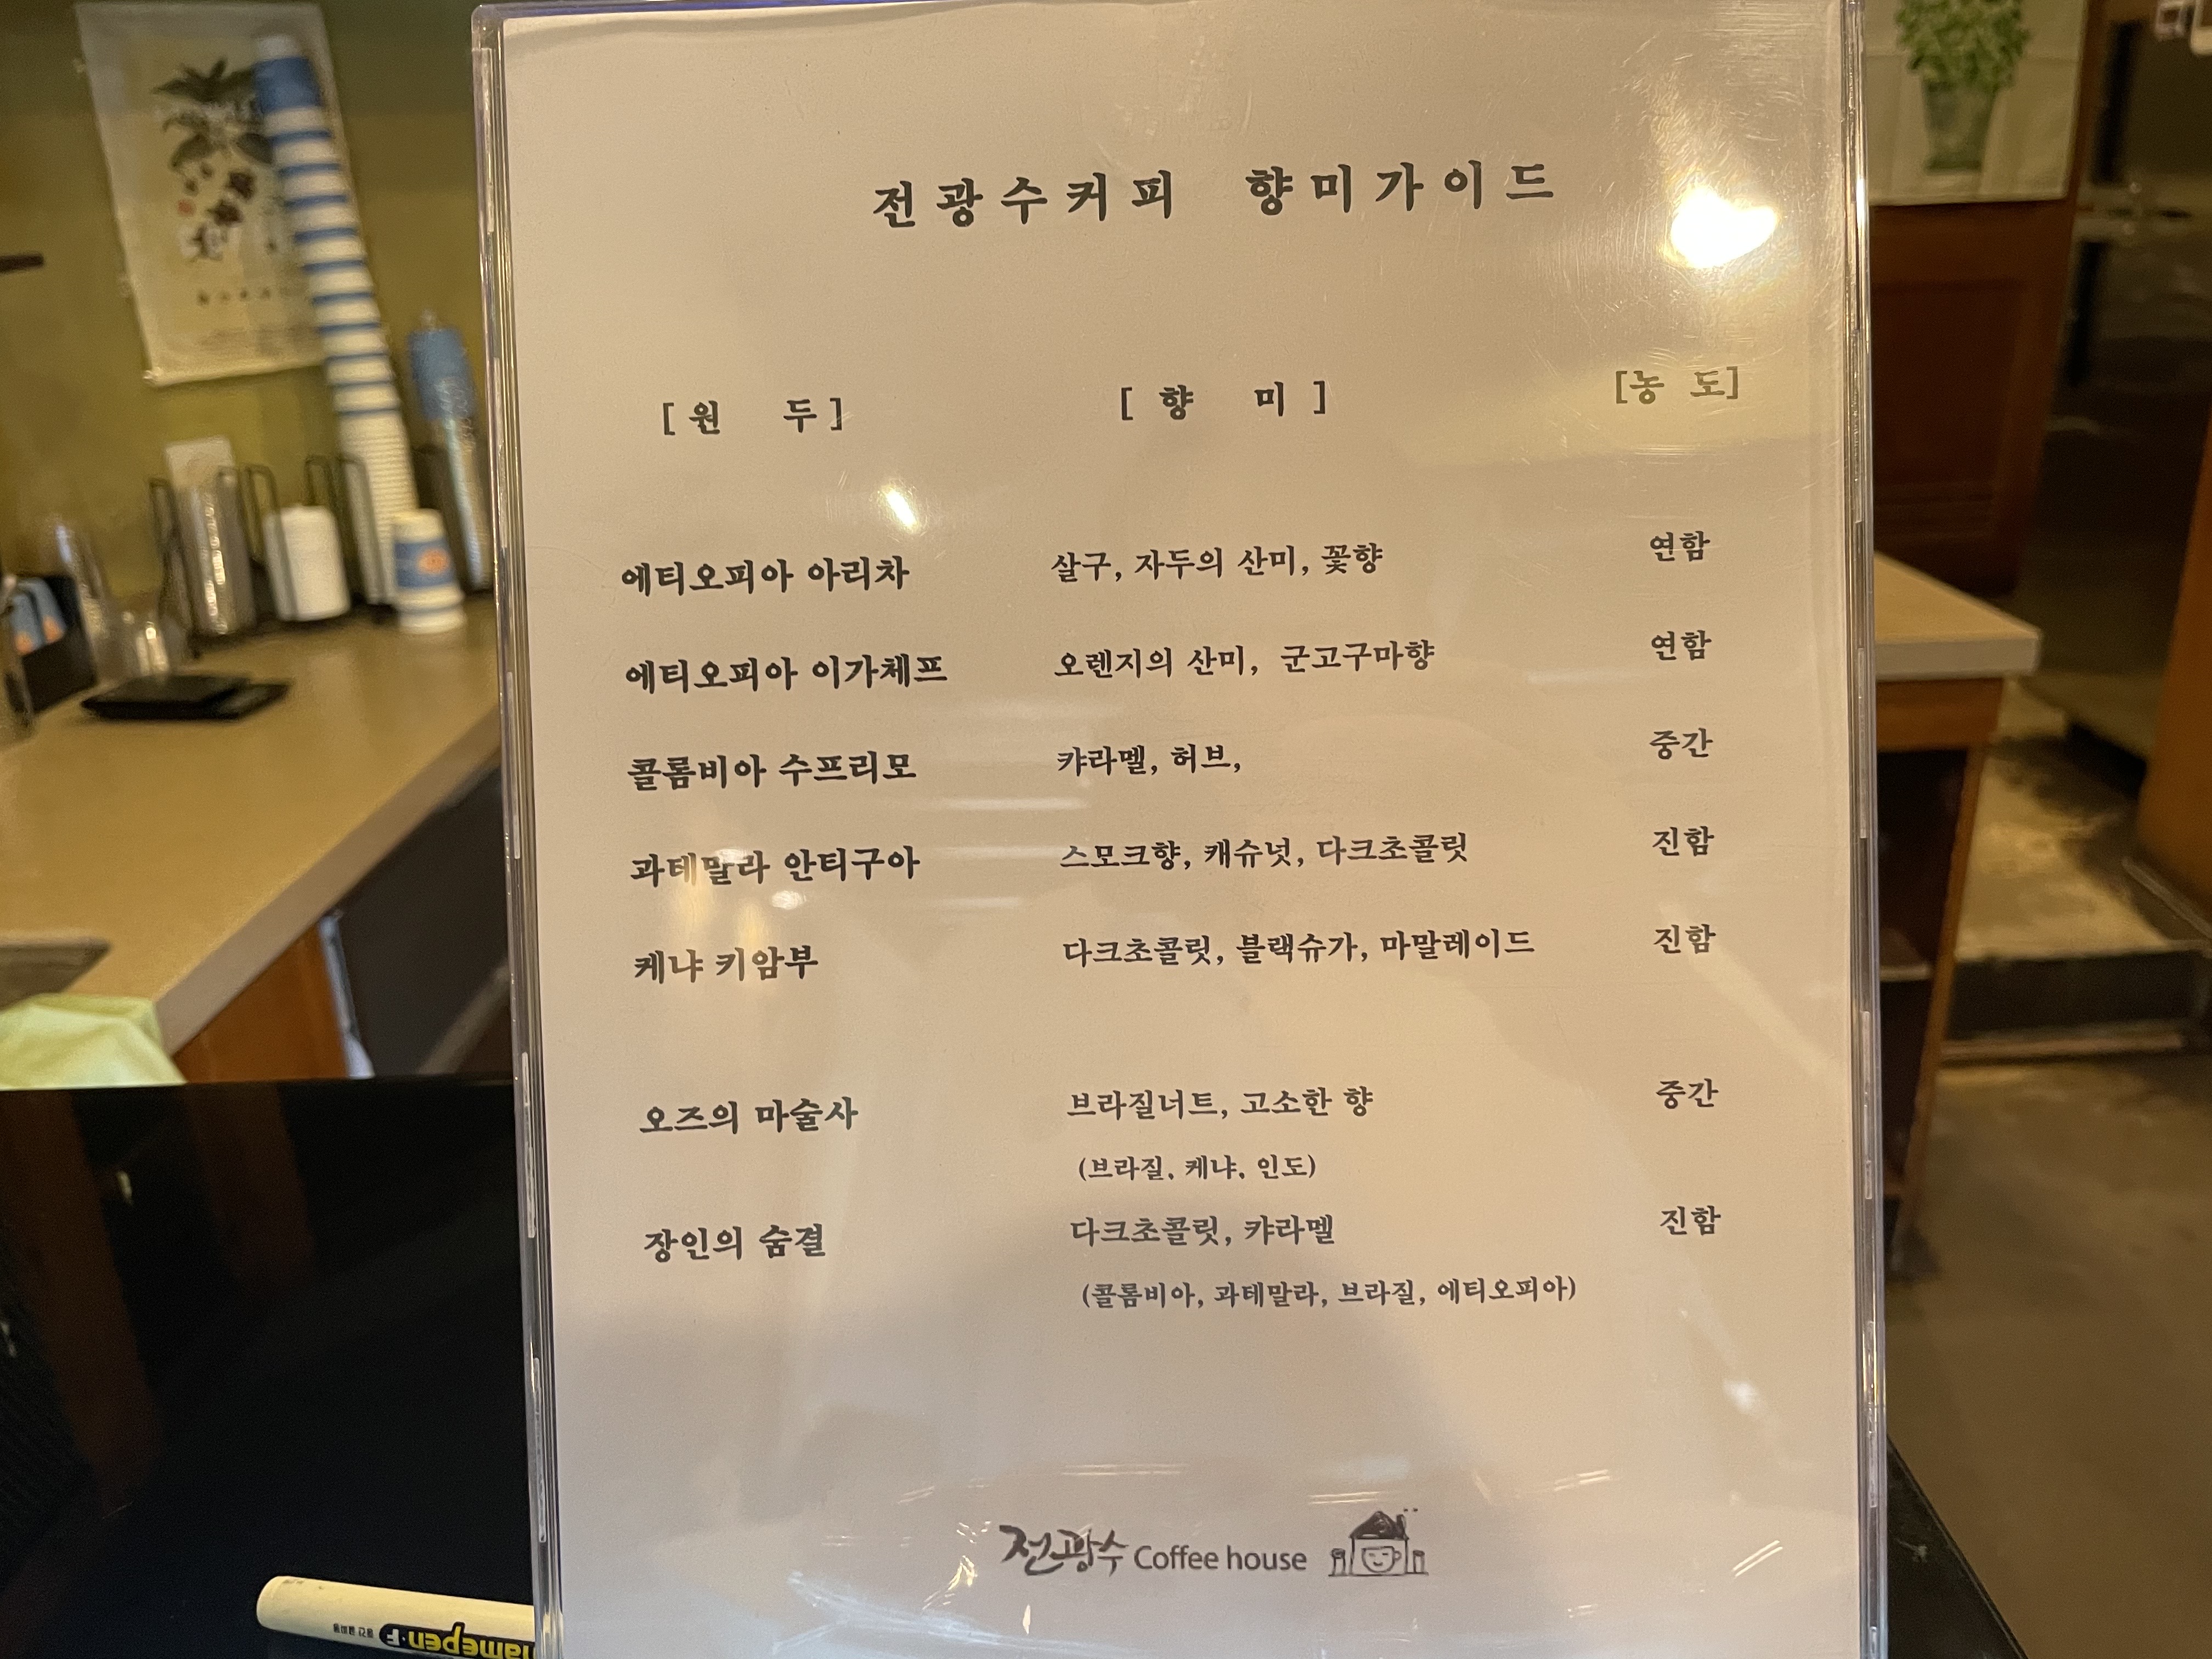 전광수커피 향미가이드
[원 두] [ 향 미 ] [농 도]
에티오피아 아리차 살구, 자두의 산미, 꽃향 연함
에티오피아 이가체프 오렌지의 산미, 군고구마향 연함
콜롬비아 수프리모 캬라멜, 허브, 중간
과테말라 안티구아 스모크향, 캐슈넛, 다크초콜릿 진함
케냐 키암부 다크초콜릿, 블랙슈가, 마말레이드 진함
오즈의 마술사 브라질너트, 고소한 향 중간
(브라질, 케냐, 인도)
장인의 숨결 다크초콜릿, 캬라멜 진함
(콜롬비아, 과테말라, 브라질, 에티오피아)
전광수 Coffee house
namepen·F